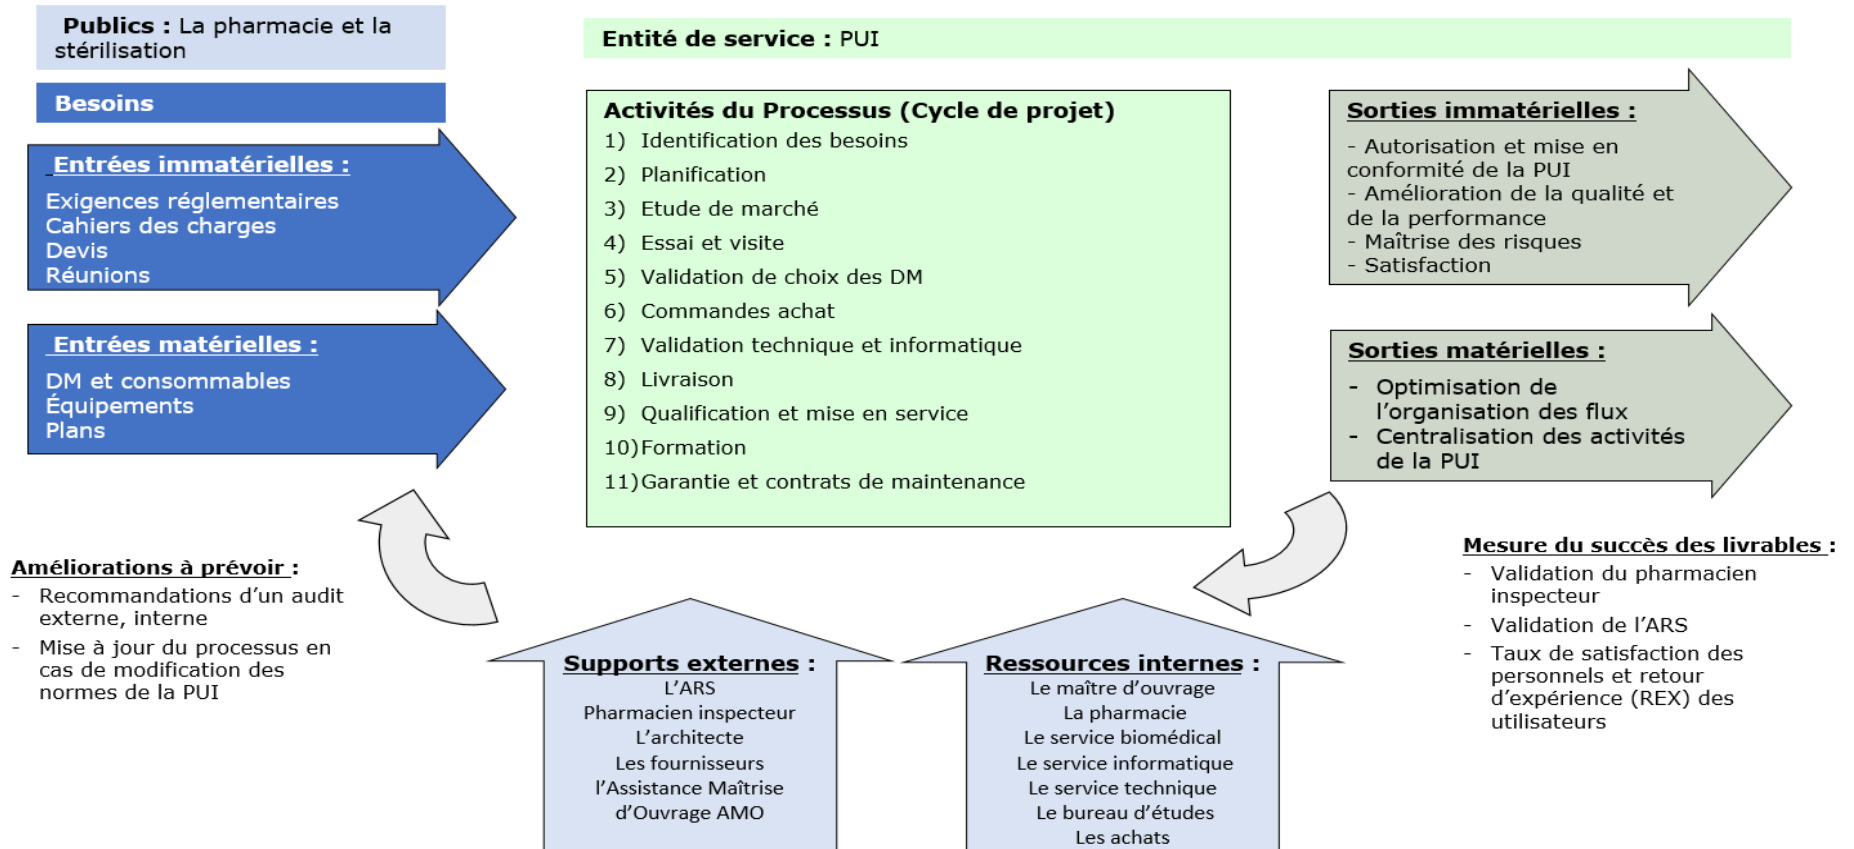 Publics : La pharmacie et la
stérilisation
Entité de service : PUI
Besoins
Entrées immatérielles :
Exigences réglementaires
Cahiers des charges
Devis
Réunions
Entrées matérielles :
DM et consommables
Équipements
Plans
Activités du Processus (Cycle de projet)
1) Identification des besoins
2) Planification
3) Etude de marché
4) Essai et visite
5) Validation de choix des DM
6) Commandes achat
7) Validation technique et informatique
8) Livraison
9) Qualification et mise en service
10) Formation
11) Garantie et contrats de maintenance
Sorties immatérielles :
- Autorisation et mise en
conformité de la PUI
- Amélioration de la qualité et
de la performance
- Maîtrise des risques
- Satisfaction
Sorties matérielles :
- Optimisation de
l’organisation des flux
- Centralisation des activités
de la PUI
Améliorations à prévoir :
- Recommandations d’un audit
externe, interne
- Mise à jour du processus en
cas de modification des
normes de la PUI
Supports externes :
L’ARS
Pharmacien inspecteur
L’architecte
Les fournisseurs
l’Assistance Maîtrise
d’Ouvrage AMO
Ressources internes :
Le maître d’ouvrage
La pharmacie
Le service biomédical
Le service informatique
Le service technique
Le bureau d’études
Les achats
Mesure du succès des livrables :
- Validation du pharmacien
inspecteur
- Validation de l’ARS
- Taux de satisfaction des
personnels et retour
d’expérience (REX) des
utilisateurs